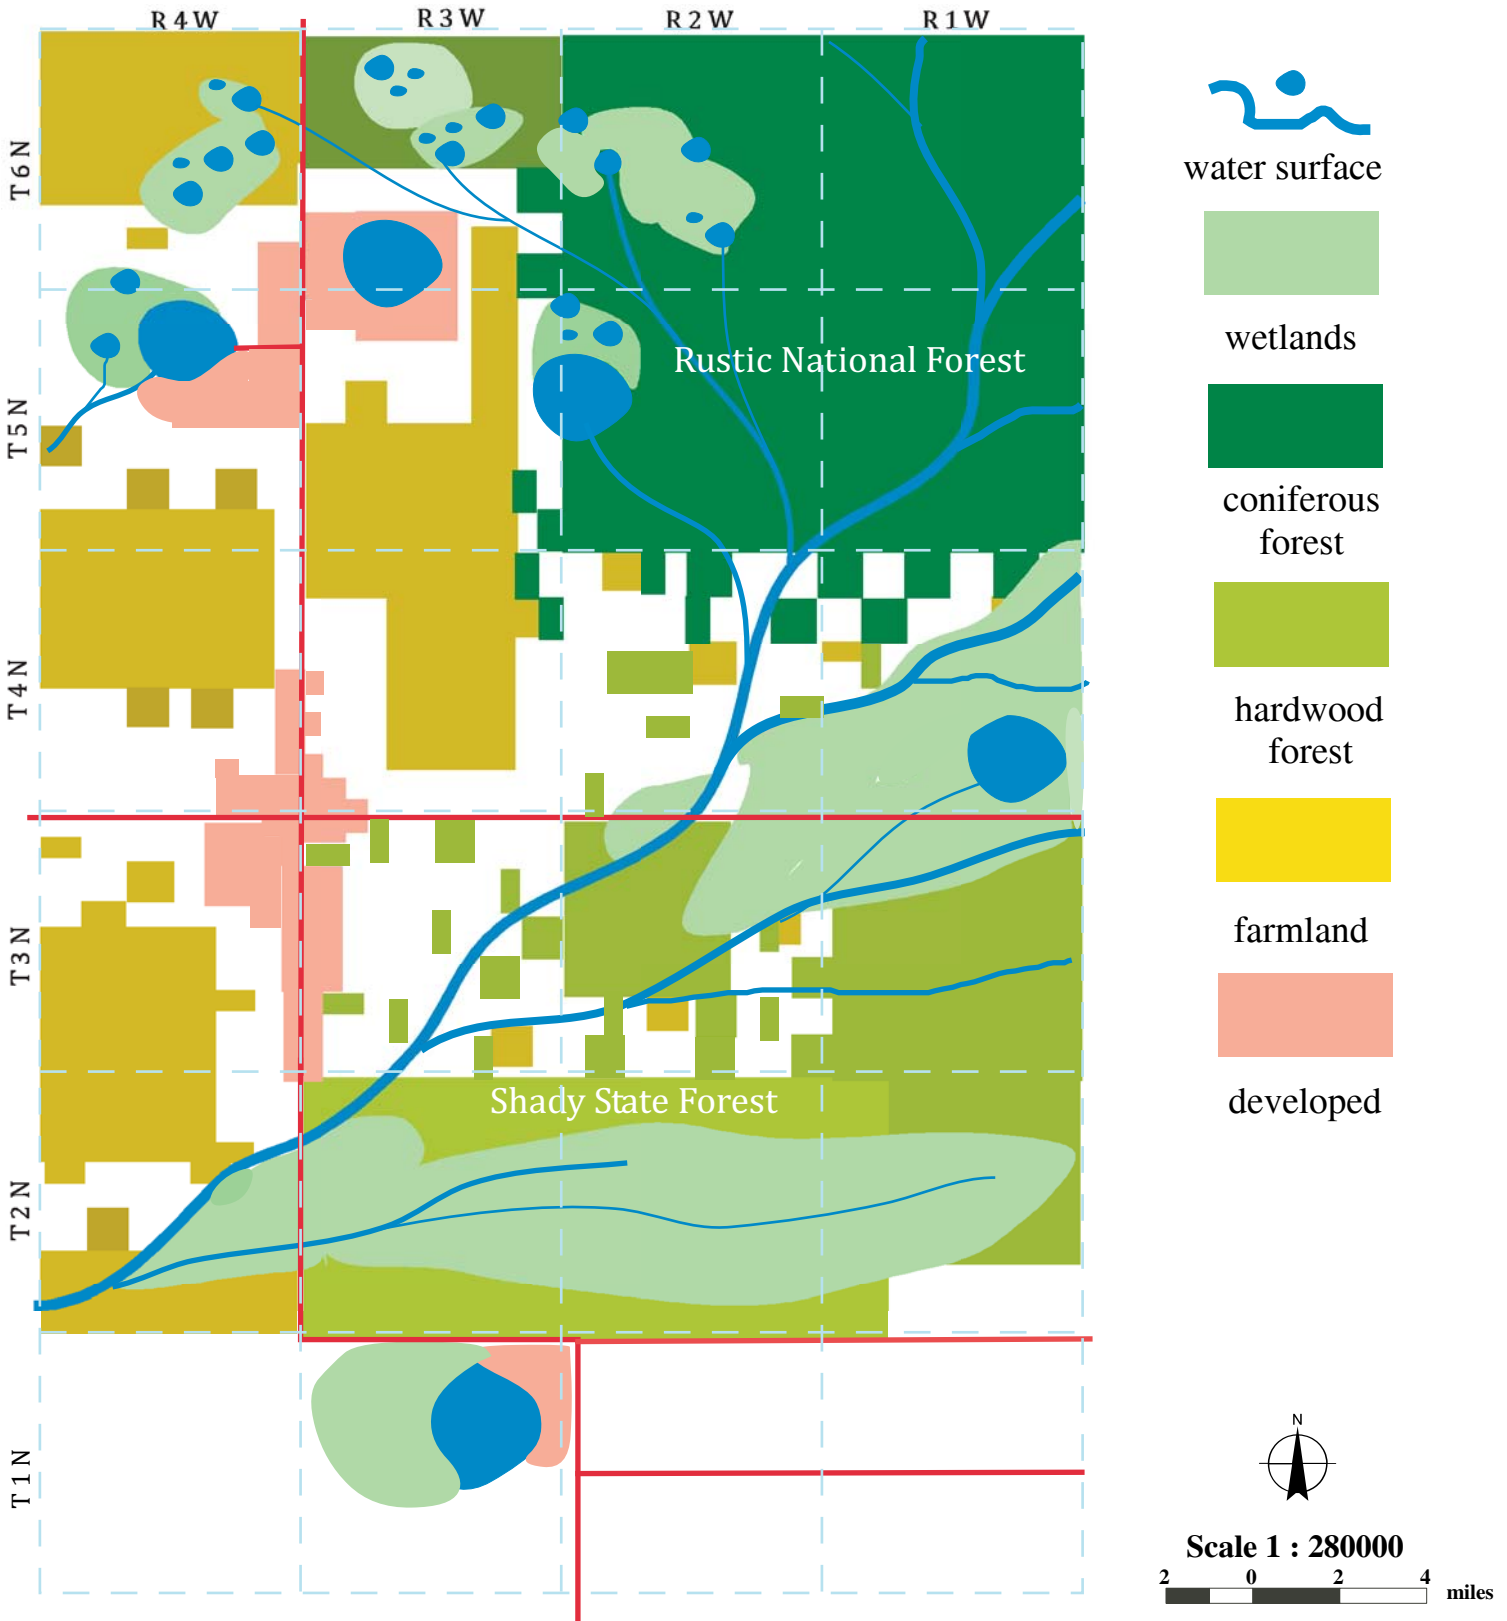 R 4 W
R 3 W
R 2 W
R 1 W
T 6 N
T 5 N
T 4 N
T 3 N
T 2 N
T 1 N
Rustic National Forest
Shady State Forest
water surface
wetlands
coniferous
forest
hardwood
forest
farmland
developed
N
Scale 1 : 280000
2 0 2 4 miles